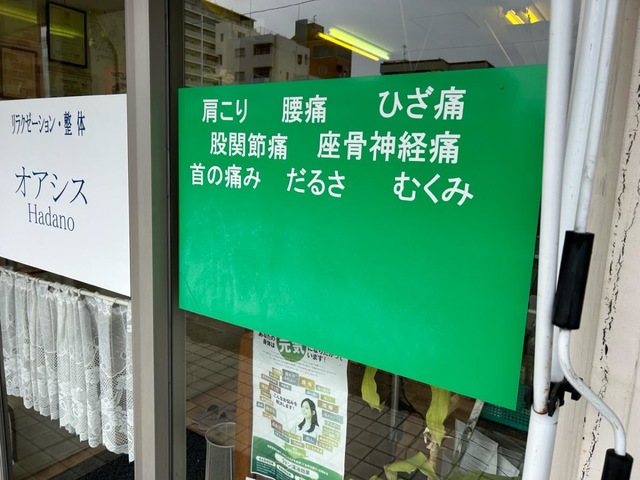 リラクゼーション・整体
オアシス
Hadano
肩こり 腰痛 ひざ痛
股関節痛 座骨神経痛
首の痛み だるさ むくみ
元気